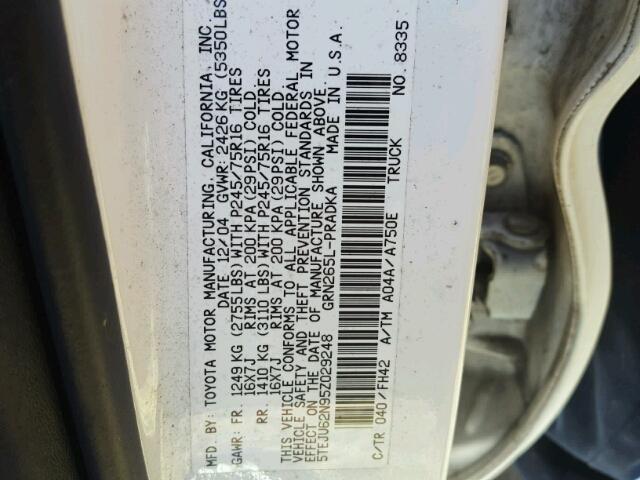 MFD. BY: TOYOTA MOTOR MANUFACTURING, CALIFORNIA, INC.
DATE: 12/04 GVWR: 2426 KG (5350LBS
GAWR: FR. 1249 KG (2755LBS) WITH P245/75R16 TIRES
16X7J RIMS AT 200 KPA (29PSI) COLD.
RR. 1410 KG (3110 LBS) WITH P245/75R16 TIRES
16X7J RIMS AT 200 KPA (29PSI) COLD.
THIS VEHICLE CONFORMS TO ALL APPLICABLE FEDERAL MOTOR
VEHICLE SAFETY AND THEFT PREVENTION STANDARDS IN
EFFECT ON THE DATE OF MANUFACTURE SHOWN ABOVE.
5TEJU62N95Z029248 GRN265L-PRADKA MADE IN U.S.A.
C/TR 040/FH42 A/TM A04A/A750E TRUCK NO. 8335